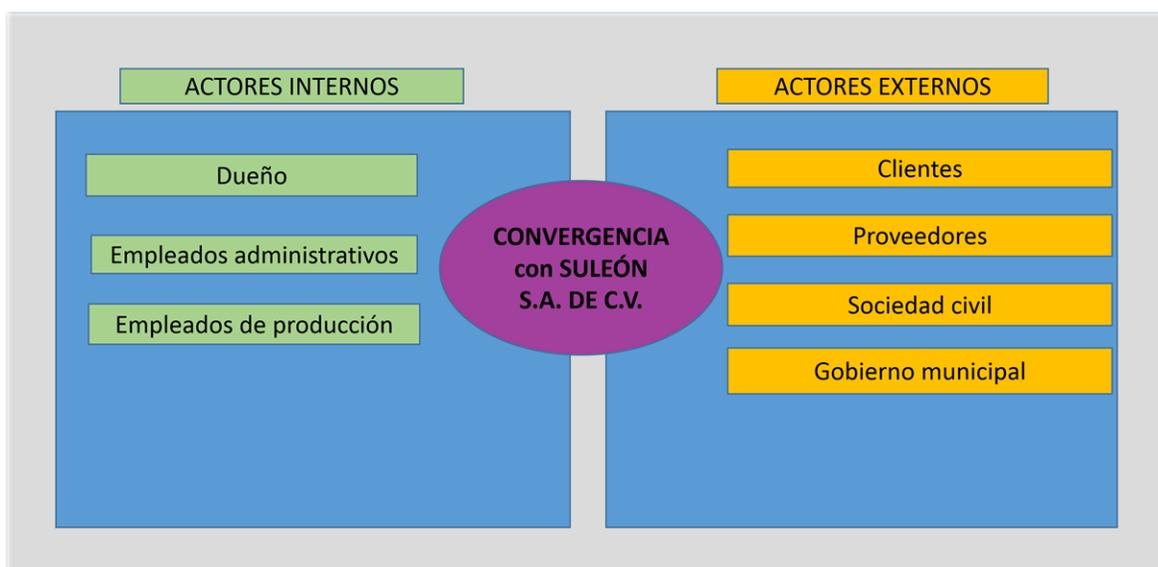 ACTORES INTERNOS
Dueño
Empleados administrativos
Empleados de producción
CONVERGENCIA
con SULEÓN
S.A. DE C.V.
ACTORES EXTERNOS
Clientes
Proveedores
Sociedad civil
Gobierno municipal